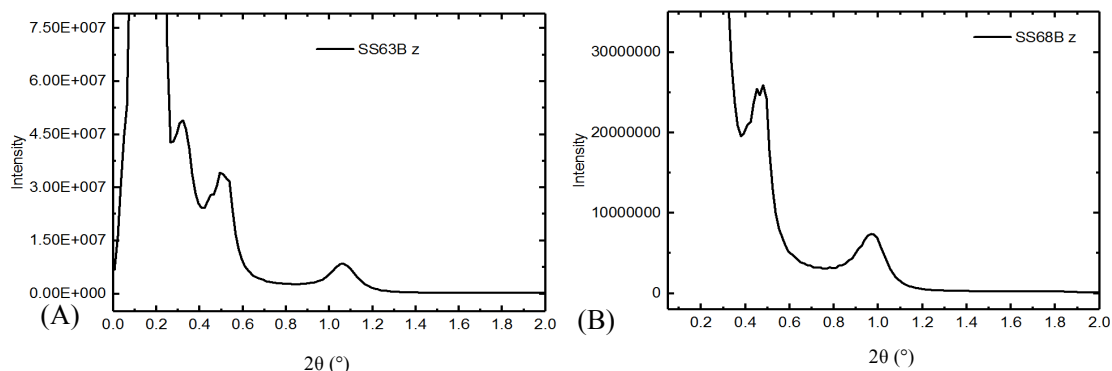 7.50E+007
6.00E+007
4.50E+007
3.00E+007
1.50E+007
0.00E+000
Intensity
SS63B z
0.0 0.2 0.4 0.6 0.8 1.0 1.2 1.4 1.6 1.8 2.0
(A)
2θ (°)
30000000
20000000
10000000
0
Intensity
SS68B z
0.2 0.4 0.6 0.8 1.0 1.2 1.4 1.6 1.8 2.0
(B)
2θ (°)